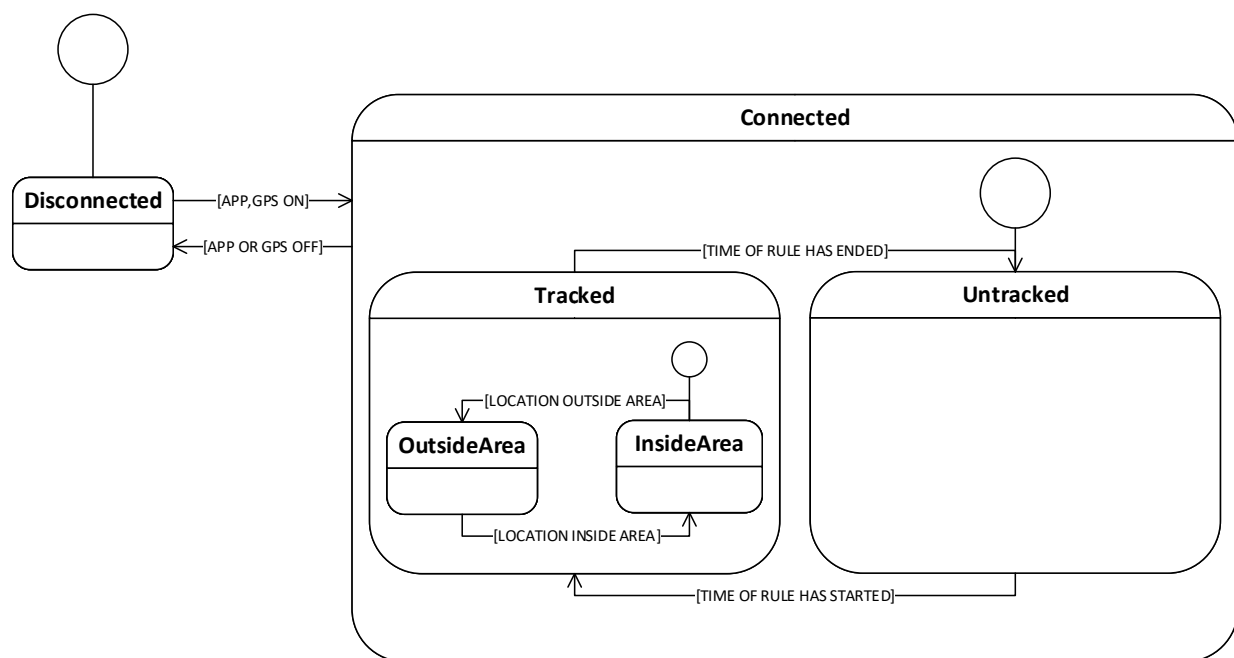 Connected
Disconnected
[APP,GPS ON]
[APP OR GPS OFF]
[TIME OF RULE HAS ENDED]
Tracked
Untracked
[LOCATION OUTSIDE AREA]
OutsideArea
InsideArea
[LOCATION INSIDE AREA]
[TIME OF RULE HAS STARTED]